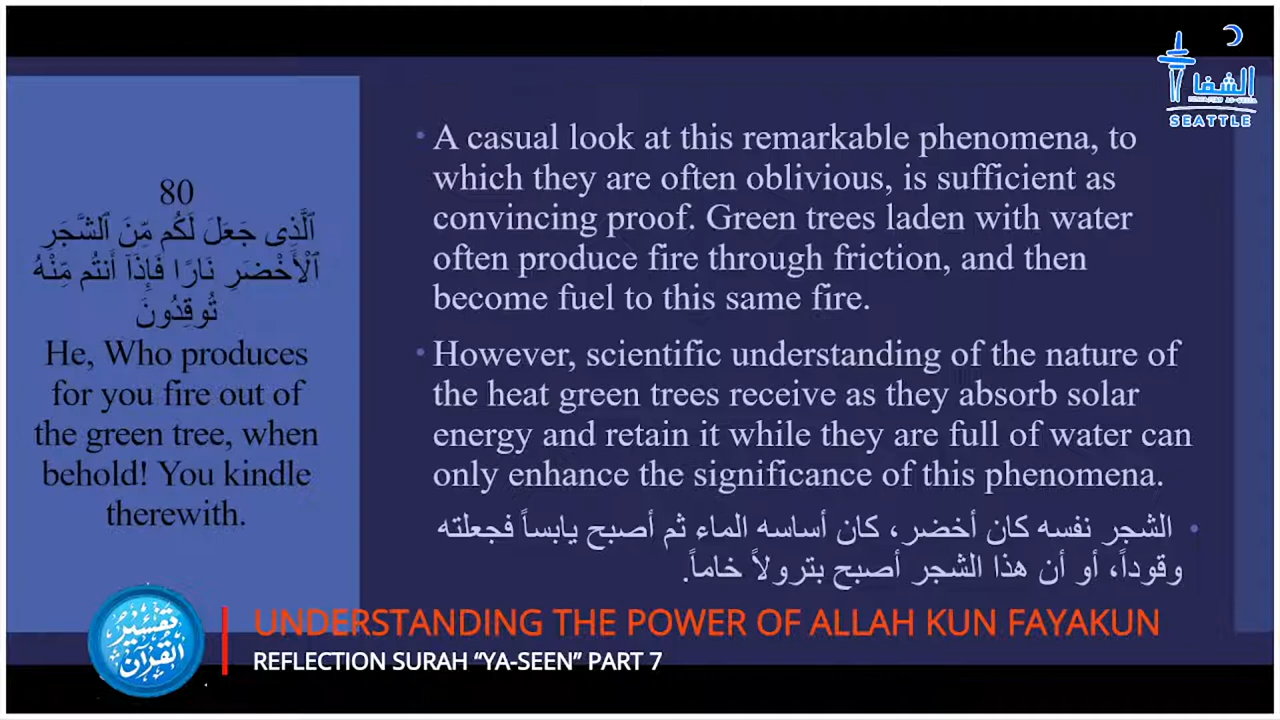 80
ٱلَّذِى جَعَلَ لَكُم مِّنَ ٱلشَّجَرِ
ٱلْأَخْضَرِ نَارًا فَإِذَآ أَنتُم مِّنْهُ
تُوقِدُونَ
He, Who produces
for you fire out of
the green tree, when
behold! You kindle
therewith.
• A casual look at this remarkable phenomena, to
which they are often oblivious, is sufficient as
convincing proof. Green trees laden with water
often produce fire through friction, and then
become fuel to this same fire.
• However, scientific understanding of the nature of
the heat green trees receive as they absorb solar
energy and retain it while they are full of water can
only enhance the significance of this phenomena.
• الشجر نفسه كان أخضر، كان أساسه الماء ثم أصبح يابساً فجعلته
وقوداً، أو أن هذا الشجر أصبح بترولاً خاماً.
الشفا
SEATTLE
تفسير
القرآن
UNDERSTANDING THE POWER OF ALLAH KUN FAYAKUN
REFLECTION SURAH “YA-SEEN” PART 7